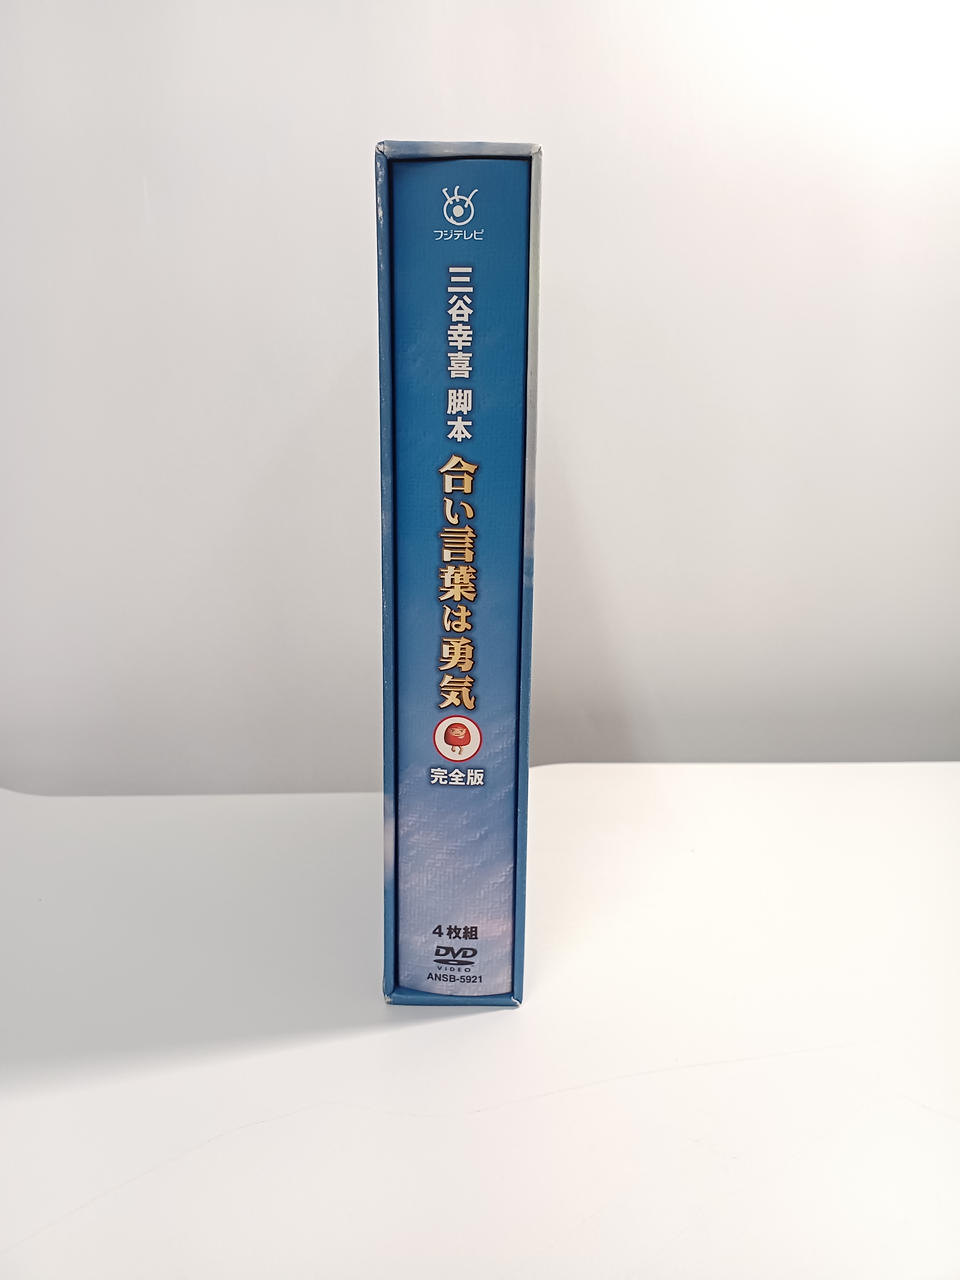 フジテレビ
三谷幸喜 脚本
合い言葉は勇気
完全版
4枚組
DVD
VIDEO
ANSB-5921